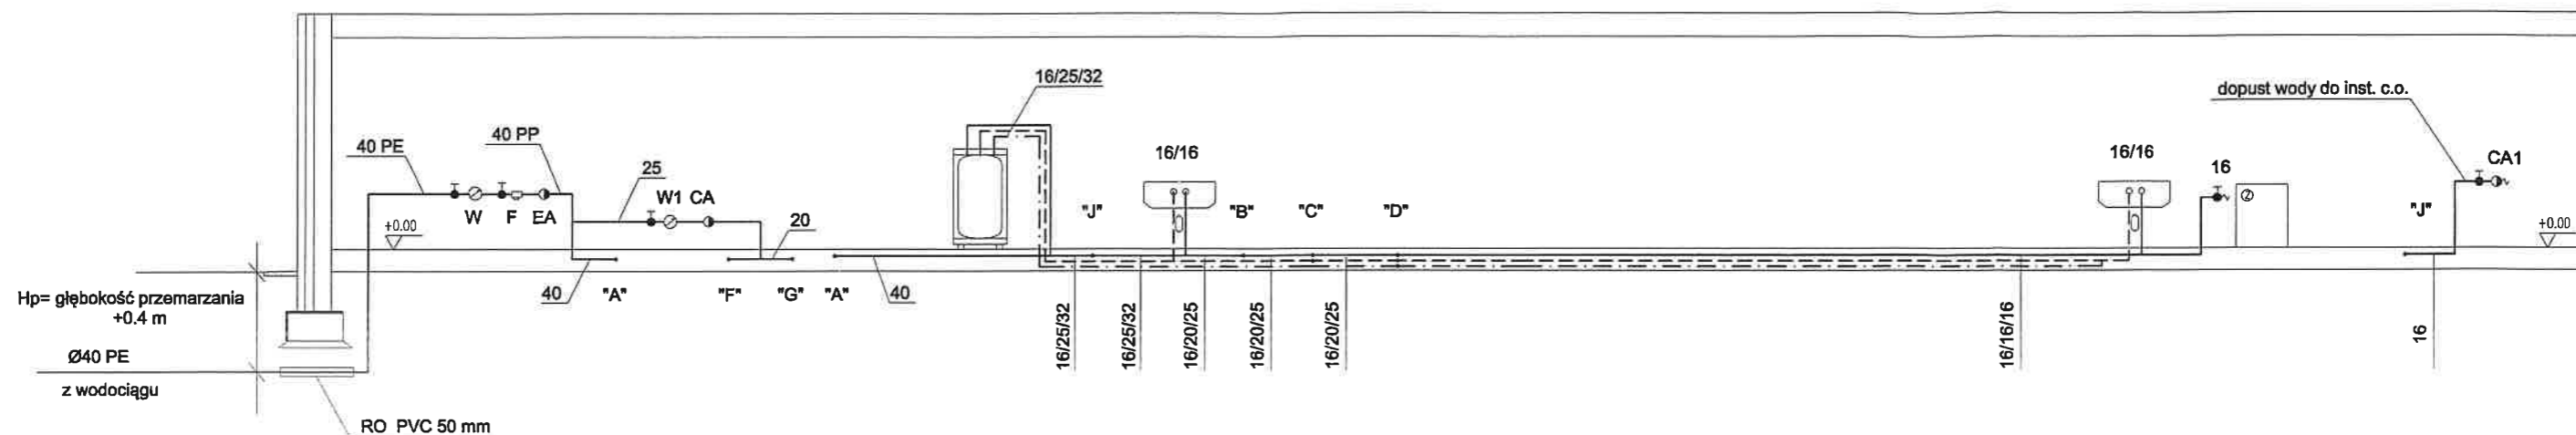 16/25/32
dopust wody do inst. c.o.
40 PE
40 PP
25
16/16
16/16
16
CA1
W
F
EA
W1 CA
+0.00
20
"J"
"B"
"C"
"D"
"J"
+0.00
Hp= głębokość przemarzania
+0.4 m
40
"A"
"F"
"G"
"A"
40
16/25/32
16/25/32
16/20/25
16/20/25
16/20/25
16/16/16
16
Z
Ø40 PE
z wodociągu
RO PVC 50 mm